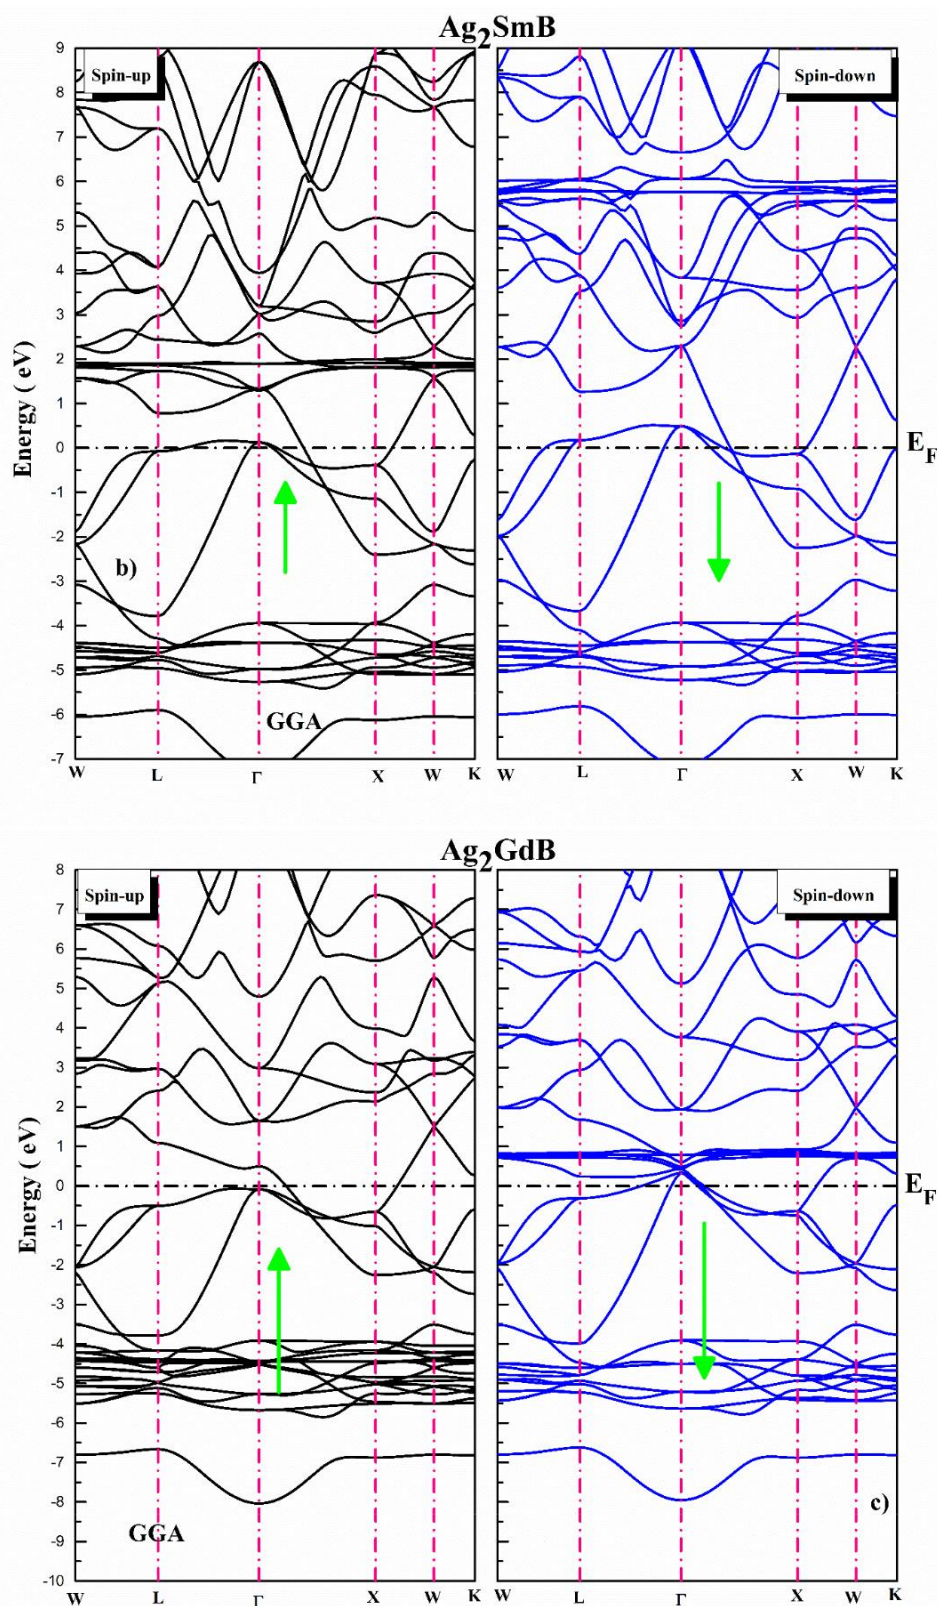 Ag2SmB
Spin-up
Spin-down
Energy ( eV)
9
8
7
6
5
4
3
2
1
0
-1
-2
-3
-4
-5
-6
-7
EF
b)
GGA
W L Γ X W K
W L Γ X W K
Ag2GdB
Spin-up
Spin-down
Energy ( eV)
8
7
6
5
4
3
2
1
0
-1
-2
-3
-4
-5
-6
-7
-8
-9
-10
EF
c)
GGA
W L Γ X W K
W L Γ X W K